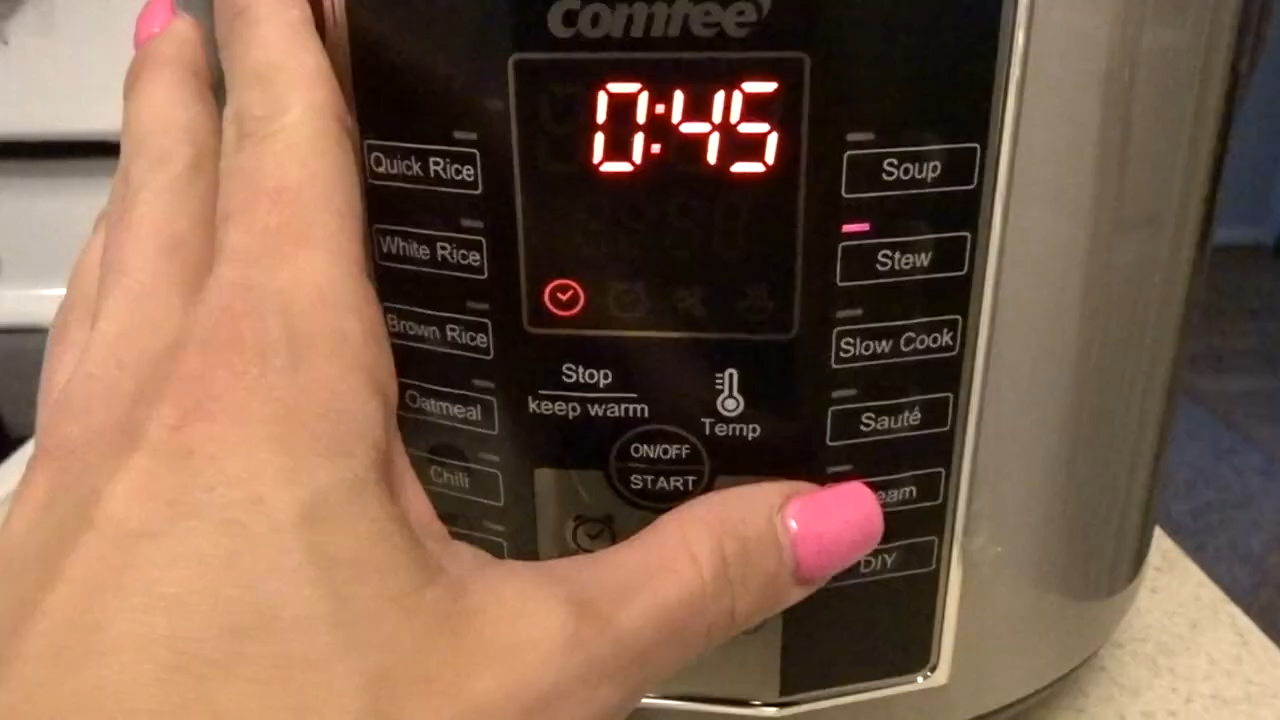 COMFEE'
0:45
Quick Rice
White Rice
Brown Rice
Oatmeal
Chili
Stop
keep warm
Temp
ON/OFF
START
Soup
Stew
Slow Cook
Sauté
eam
DIY